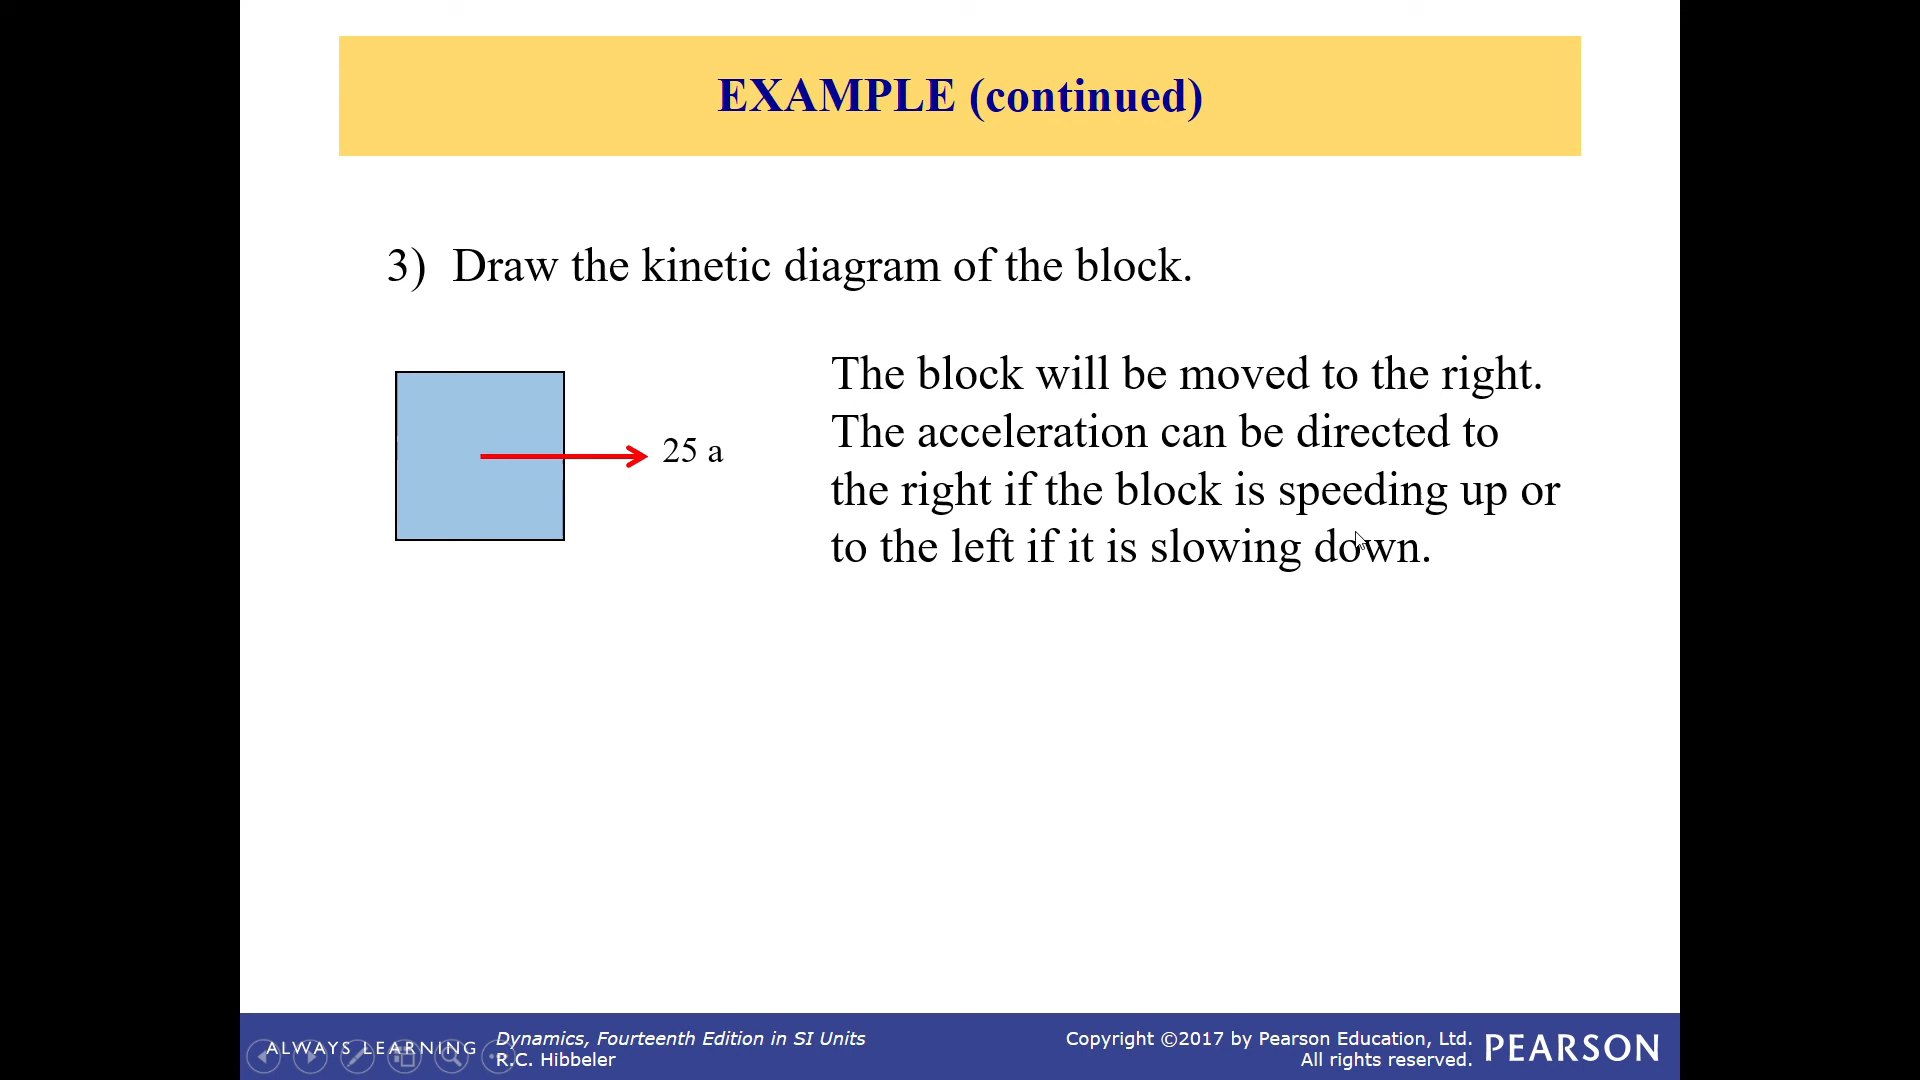 EXAMPLE (continued)
3) Draw the kinetic diagram of the block.
25 a
The block will be moved to the right.
The acceleration can be directed to
the right if the block is speeding up or
to the left if it is slowing down.
ALWAYS LEARNING
Dynamics, Fourteenth Edition in SI Units
R.C. Hibbeler
Copyright ©2017 by Pearson Education, Ltd.
All rights reserved.
PEARSON